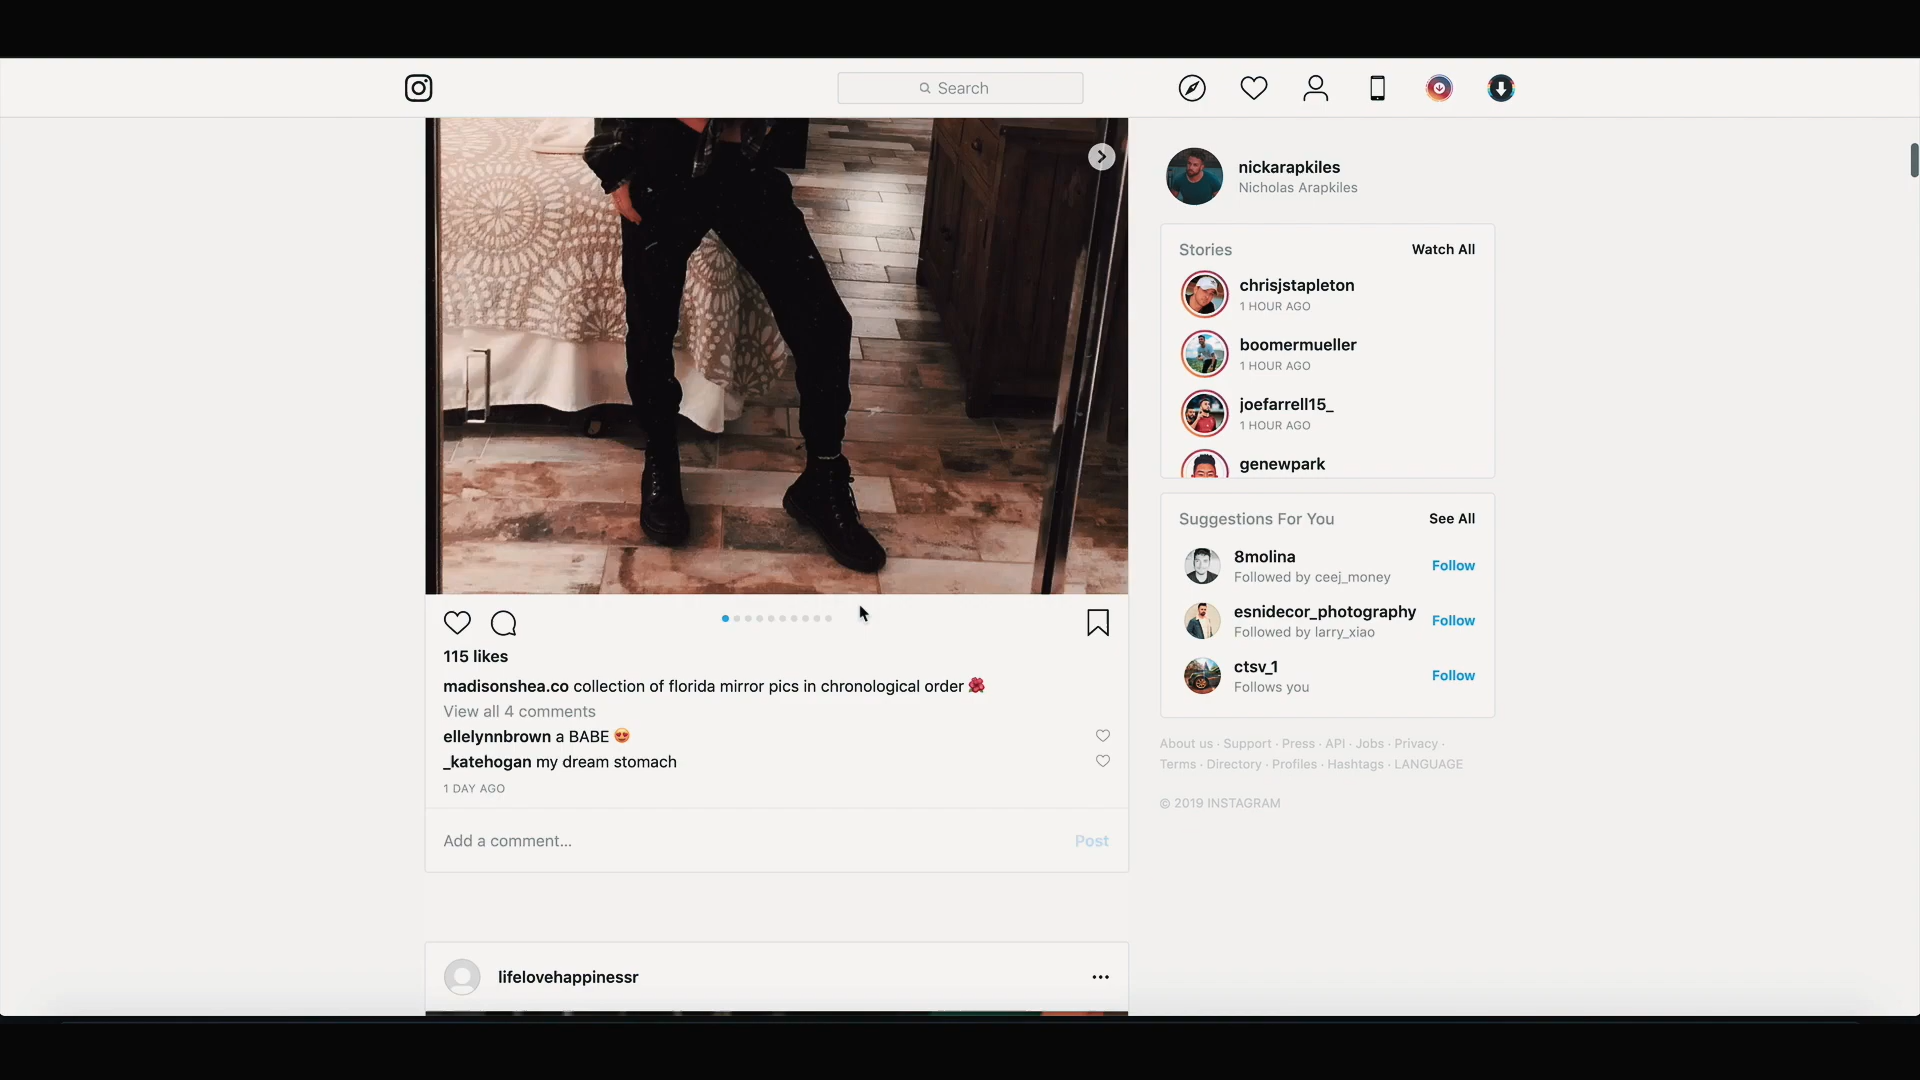 Search
nickarapkiles
Nicholas Arapkiles
Stories
Watch All
chrisjstapleton
1 HOUR AGO
boomermueller
1 HOUR AGO
joefarrell15_
1 HOUR AGO
genewpark
Suggestions For You
See All
8molina
Followed by ceej_money
Follow
esnidecor_photography
Followed by larry_xiao
Follow
ctsv_1
Follows you
Follow
About us · Support · Press · API · Jobs · Privacy ·
Terms · Directory · Profiles · Hashtags · LANGUAGE
© 2019 INSTAGRAM
115 likes
madisonshea.co collection of florida mirror pics in chronological order 🌺
View all 4 comments
ellelynnbrown a BABE 😍
_katehogan my dream stomach
1 DAY AGO
Add a comment...
Post
lifelovehappinessr